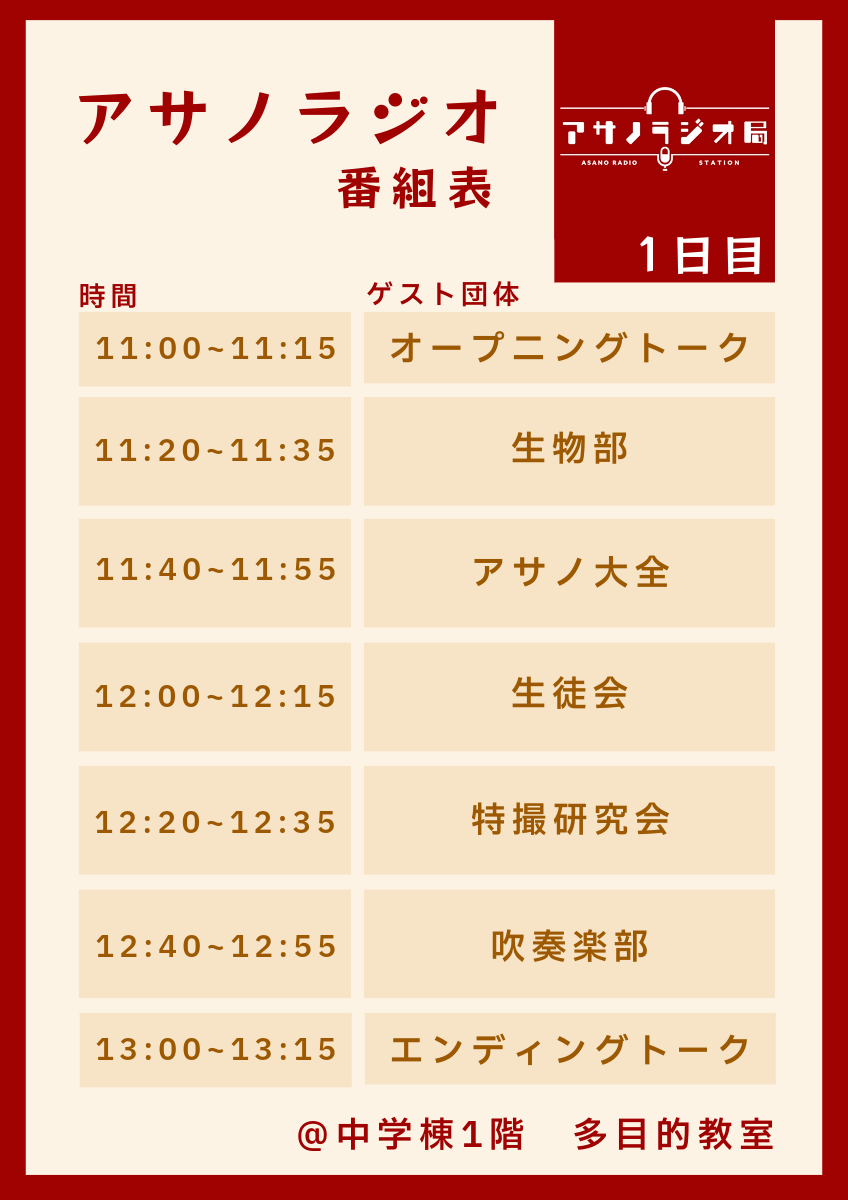 アサノラジオ
番組表
アサノラジオ局
ASANO RADIO STATION
1日目
時間 ゲスト団体
11:00~11:15 オープニングトーク
11:20~11:35 生物部
11:40~11:55 アサノ大全
12:00~12:15 生徒会
12:20~12:35 特撮研究会
12:40~12:55 吹奏楽部
13:00~13:15 エンディングトーク
@中学棟1階　多目的教室